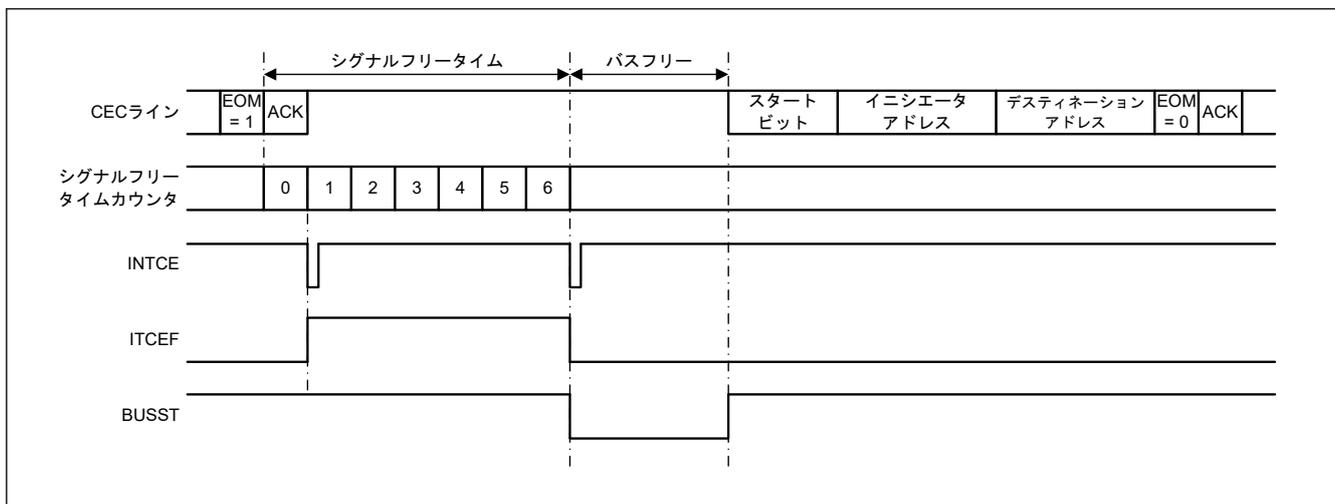 シグナルフリータイム
バスフリー
CECライン
EOM
= 1
ACK
スタート
ビット
イニシエータ
アドレス
デスティネーション
アドレス
EOM
= 0
ACK
シグナルフリー
タイムカウンタ
0
1
2
3
4
5
6
INTCE
ITCEF
BUSST